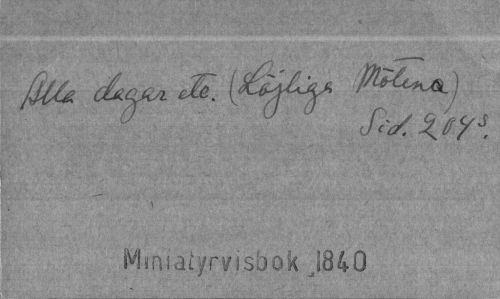 Alla dagar etc. (Löjliga Mötena)
Sid. 204 s.
Miniatyrvisbok 1840